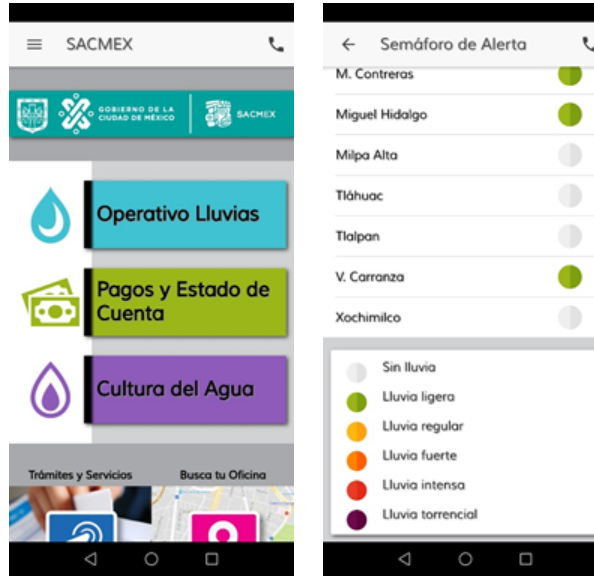 SACMEX
GOBIERNO DE LA
CIUDAD DE MÉXICO
SACMEX
Operativo Lluvias
Pagos y Estado de
Cuenta
Cultura del Agua
Trámites y Servicios
Busca tu Oficina
Semáforo de Alerta
M. Contreras
Miguel Hidalgo
Milpa Alta
Tláhuac
Tlalpan
V. Carranza
Xochimilco
Sin lluvia
Lluvia ligera
Lluvia regular
Lluvia fuerte
Lluvia intensa
Lluvia torrencial